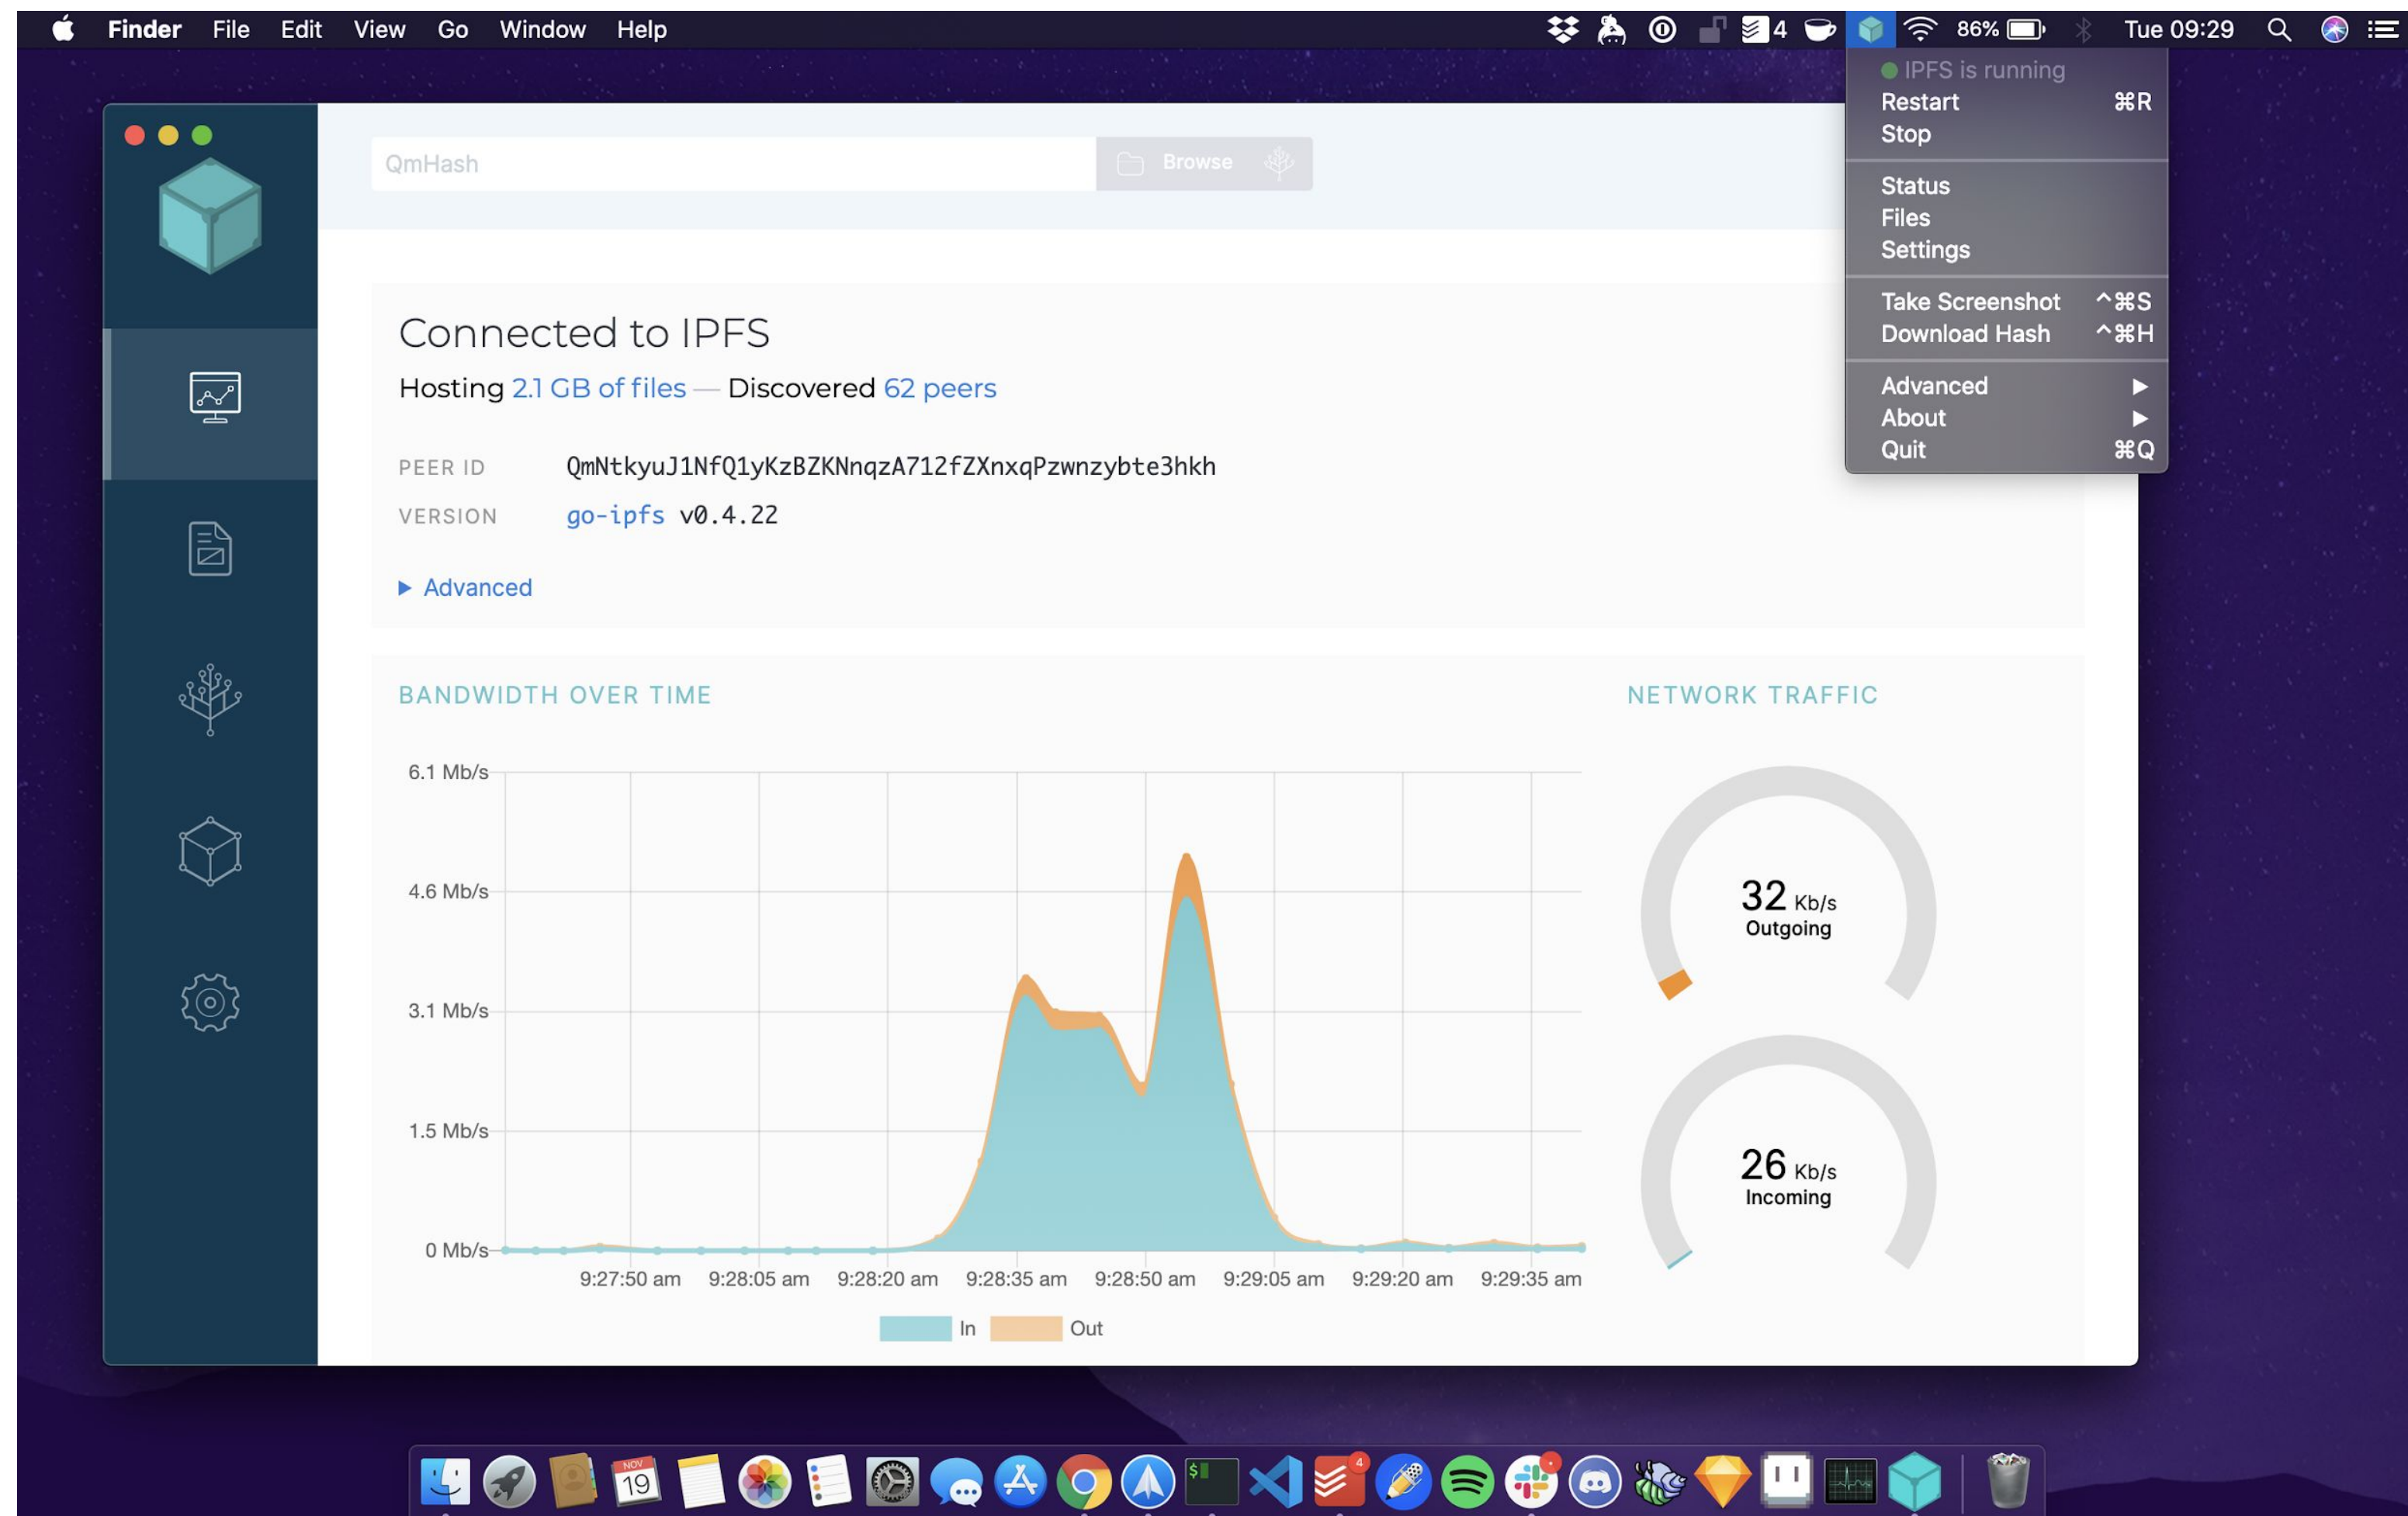 Finder File Edit View Go Window Help 4 86% Tue 09:29
IPFS is running
Restart ⌘R
Stop
Status
Files
Settings
Take Screenshot ^⌘S
Download Hash ^⌘H
Advanced ▶
About ▶
Quit ⌘Q
QmHash Browse
Connected to IPFS
Hosting 2.1 GB of files — Discovered 62 peers
PEER ID QmNtkyuJ1NfQ1yKzBZKNnqzA712fZXnxqPzwnzybte3hkh
VERSION go-ipfs v0.4.22
▶ Advanced
BANDWIDTH OVER TIME
6.1 Mb/s
4.6 Mb/s
3.1 Mb/s
1.5 Mb/s
0 Mb/s
9:27:50 am 9:28:05 am 9:28:20 am 9:28:35 am 9:28:50 am 9:29:05 am 9:29:20 am 9:29:35 am
In Out
NETWORK TRAFFIC
32 Kb/s
Outgoing
26 Kb/s
Incoming
NOV
19
$
4